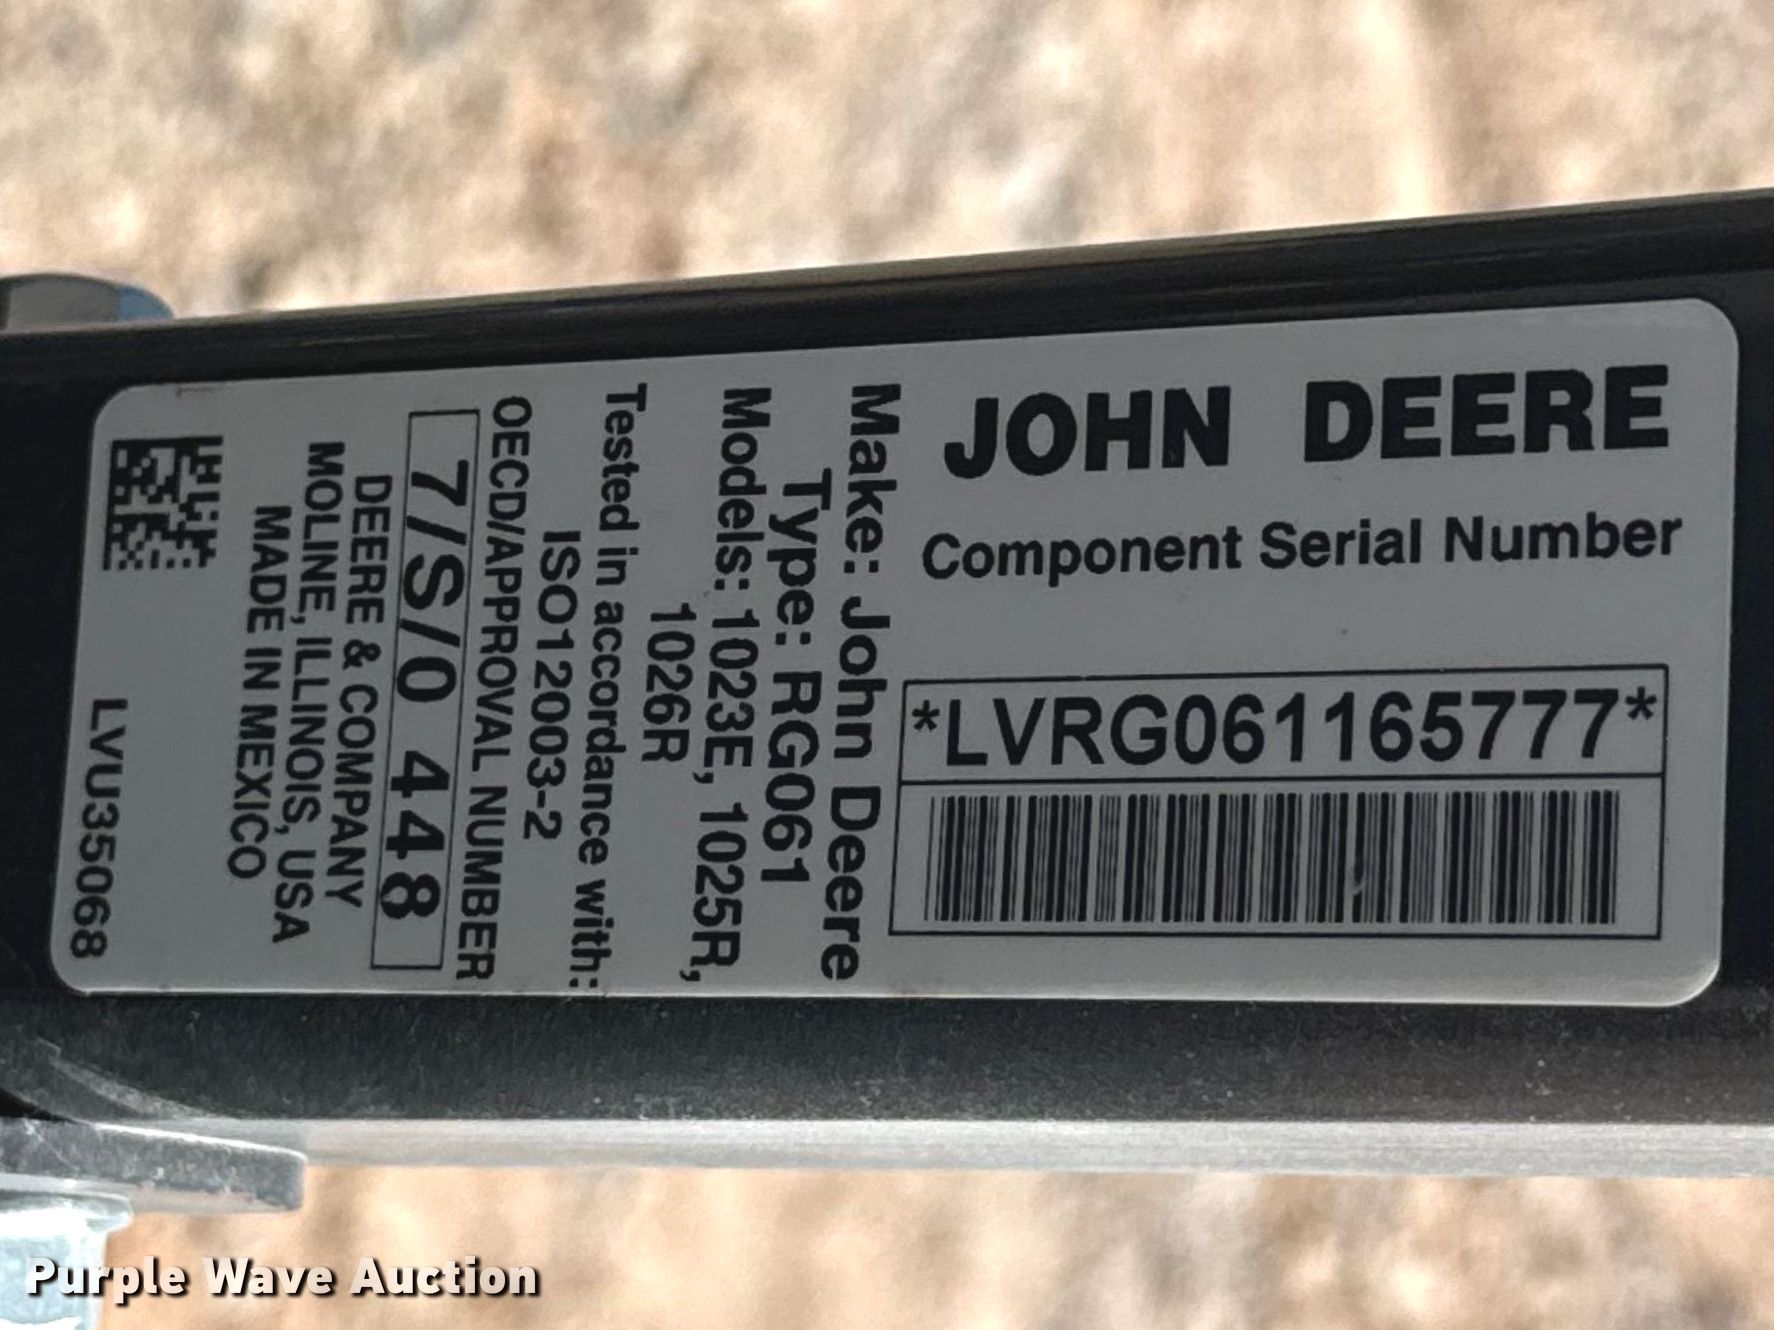 JOHN DEERE
Component Serial Number
*LVRG061165777*
Make: John Deere
Type: RG061
Models: 1023E, 1025R,
1026R
Tested in accordance with:
ISO12003-2
OECD/APPROVAL NUMBER
7/S/0 448
DEERE & COMPANY
MOLINE, ILLINOIS, USA
MADE IN MEXICO
LVU35068
Purple Wave Auction